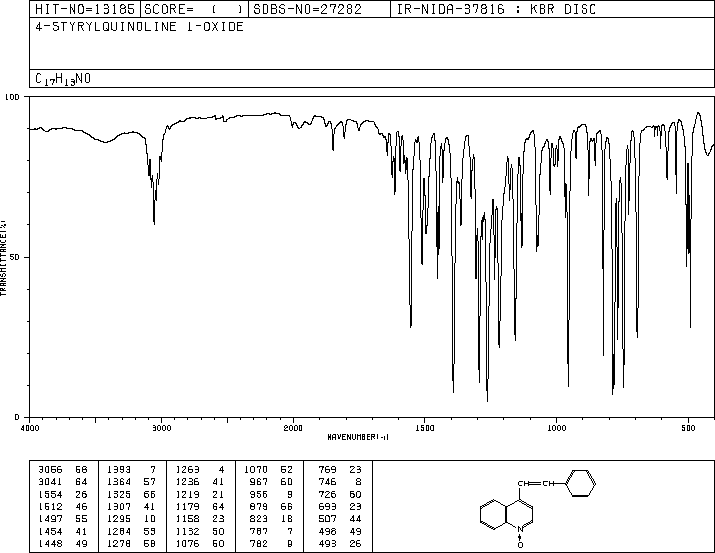 HIT-NO=13185 SCORE= ( ) SDBS-NO=27282 IR-NIDA-37816 : KBR DISC
4-STYRYLQUINOLINE 1-OXIDE
C17H13NO
100
50
0
TRANSMITTANCE(%)
4000 3000 2000 1500 1000 500
WAVENUMBER(-1)
3066 68 1393 7 1263 4 1070 52 769 23
3041 64 1364 57 1236 41 967 60 746 8
1554 26 1325 66 1219 21 956 9 726 60
1512 46 1307 41 1179 64 879 66 693 23
1497 55 1295 10 1158 23 823 18 507 44
1454 41 1284 59 1132 50 787 7 498 49
1448 49 1278 68 1076 50 782 9 493 26
CH=CH
N
O